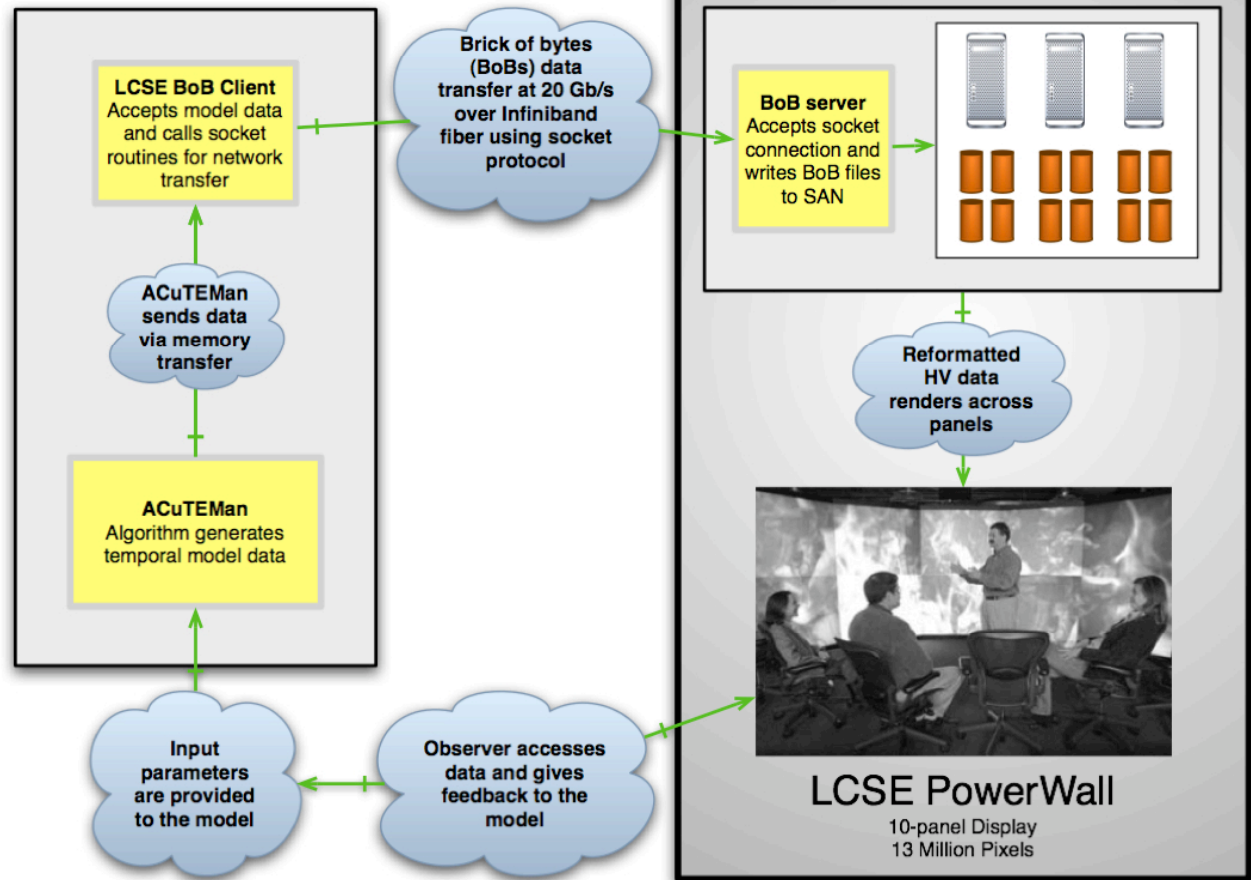 LCSE BoB Client
Accepts model data
and calls socket
routines for network
transfer
Brick of bytes
(BoBs) data
transfer at 20 Gb/s
over Infiniband
fiber using socket
protocol
BoB server
Accepts socket
connection and
writes BoB files
to SAN
ACuTEMan
sends data
via memory
transfer
Reformatted
HV data
renders across
panels
ACuTEMan
Algorithm generates
temporal model data
Input
parameters
are provided
to the model
Observer accesses
data and gives
feedback to the
model
LCSE PowerWall
10-panel Display
13 Million Pixels